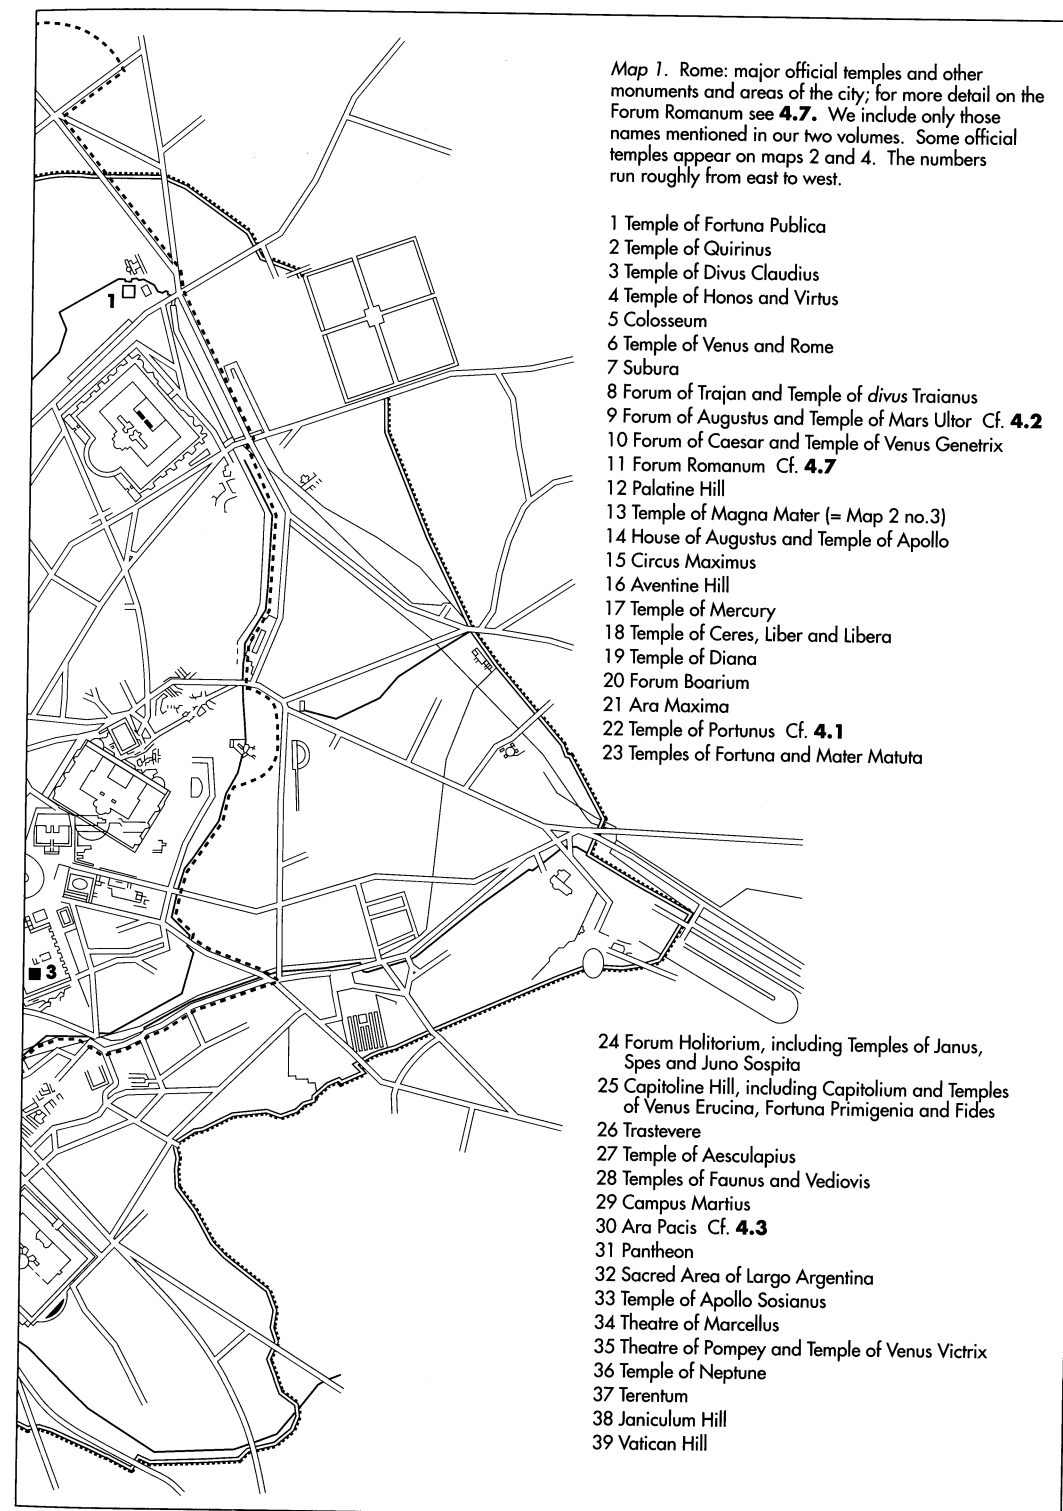 Map 1. Rome: major official temples and other
monuments and areas of the city; for more detail on the
Forum Romanum see 4.7. We include only those
names mentioned in our two volumes. Some official
temples appear on maps 2 and 4. The numbers
run roughly from east to west.
1 Temple of Fortuna Publica
2 Temple of Quirinus
3 Temple of Divus Claudius
4 Temple of Honos and Virtus
5 Colosseum
6 Temple of Venus and Rome
7 Subura
8 Forum of Trajan and Temple of divus Traianus
9 Forum of Augustus and Temple of Mars Ultor Cf. 4.2
10 Forum of Caesar and Temple of Venus Genetrix
11 Forum Romanum Cf. 4.7
12 Palatine Hill
13 Temple of Magna Mater (= Map 2 no.3)
14 House of Augustus and Temple of Apollo
15 Circus Maximus
16 Aventine Hill
17 Temple of Mercury
18 Temple of Ceres, Liber and Libera
19 Temple of Diana
20 Forum Boarium
21 Ara Maxima
22 Temple of Portunus Cf. 4.1
23 Temples of Fortuna and Mater Matuta
24 Forum Holitorium, including Temples of Janus,
Spes and Juno Sospita
25 Capitoline Hill, including Capitolium and Temples
of Venus Erucina, Fortuna Primigenia and Fides
26 Trastevere
27 Temple of Aesculapius
28 Temples of Faunus and Vediovis
29 Campus Martius
30 Ara Pacis Cf. 4.3
31 Pantheon
32 Sacred Area of Largo Argentina
33 Temple of Apollo Sosianus
34 Theatre of Marcellus
35 Theatre of Pompey and Temple of Venus Victrix
36 Temple of Neptune
37 Terentum
38 Janiculum Hill
39 Vatican Hill
1
3